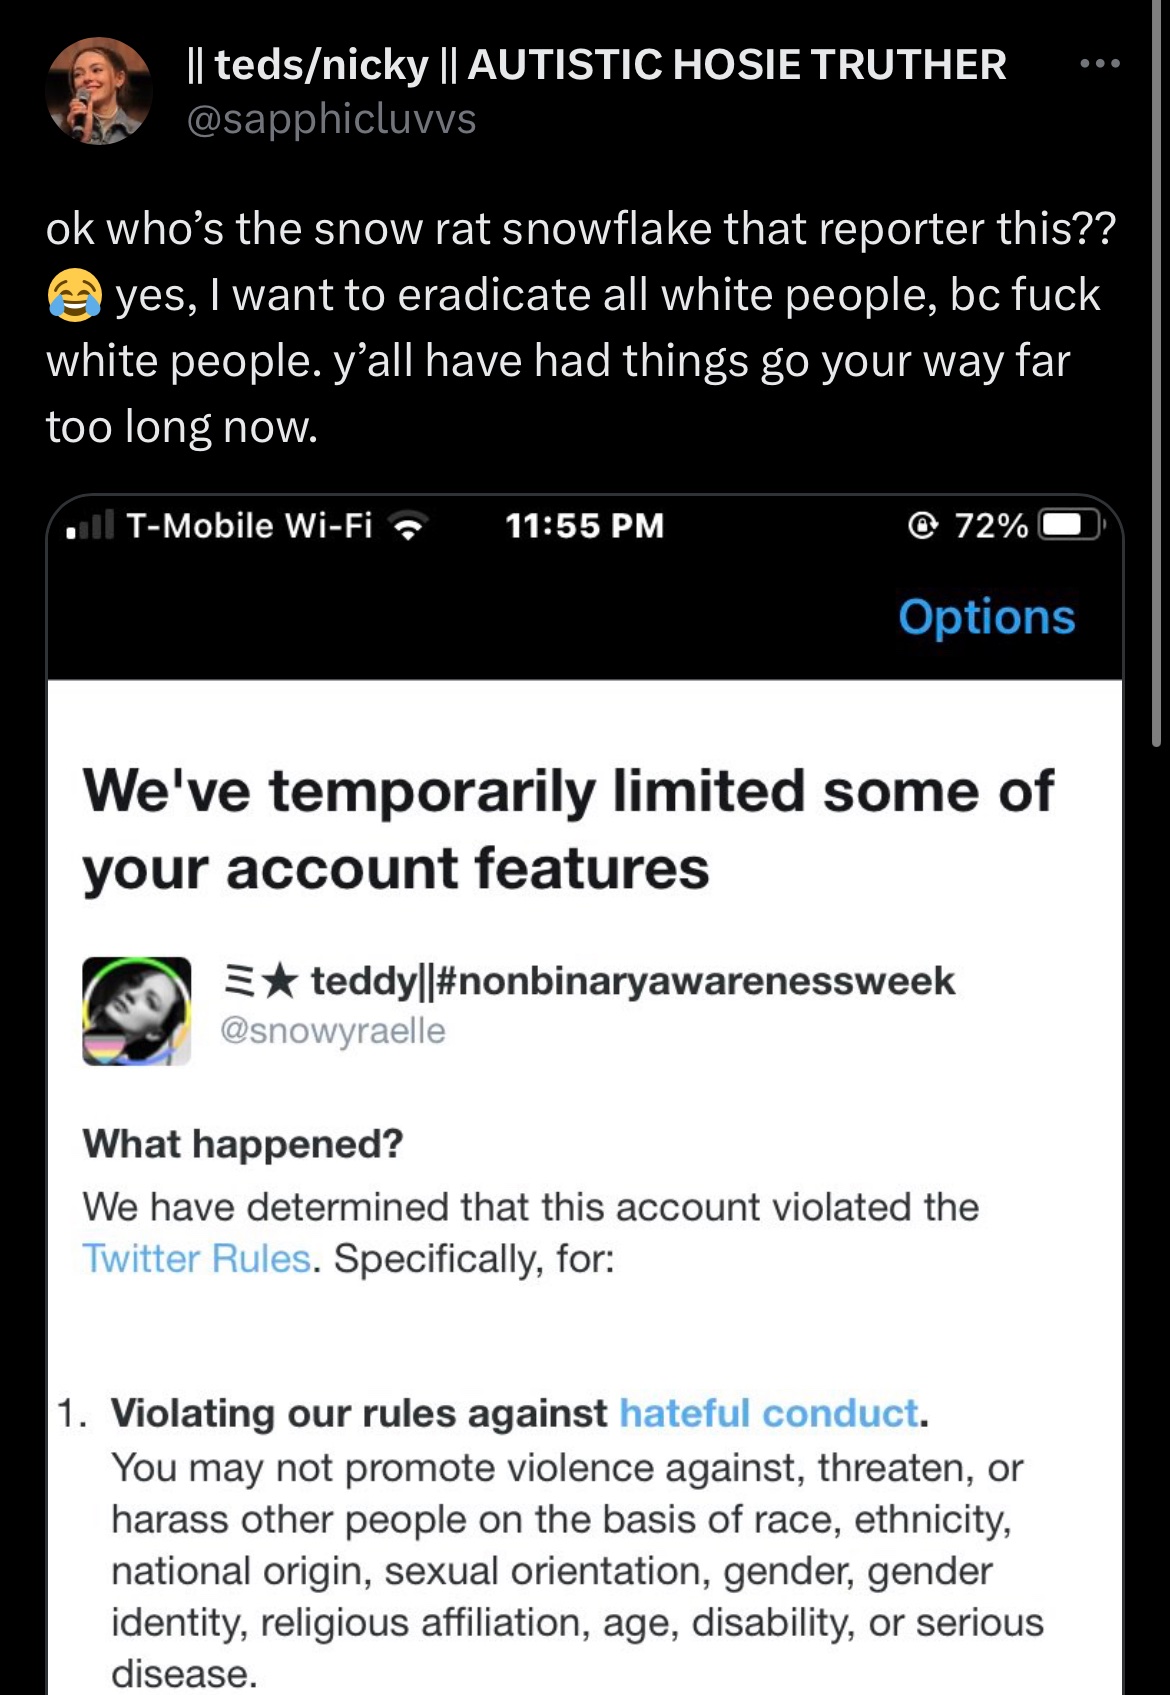 || teds/nicky || AUTISTIC HOSIE TRUTHER
@sapphicluvvs
ok who’s the snow rat snowflake that reporter this??
😂 yes, I want to eradicate all white people, bc fuck
white people. y’all have had things go your way far
too long now.
T-Mobile Wi-Fi 11:55 PM 72%
Options
We've temporarily limited some of
your account features
ミ★ teddy||#nonbinaryawarenessweek
@snowyraelle
What happened?
We have determined that this account violated the
Twitter Rules. Specifically, for:
1. Violating our rules against hateful conduct.
You may not promote violence against, threaten, or
harass other people on the basis of race, ethnicity,
national origin, sexual orientation, gender, gender
identity, religious affiliation, age, disability, or serious
disease.